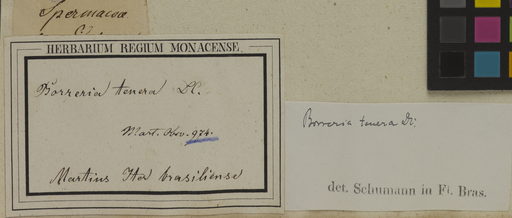 Spermacoce
HERBARIUM REGIUM MONACENSE.
Borreria tenera DC.
Mart. Hov. 974.
Martius Iter brasiliense
Borreria tenera DC.
det. Schumann in Fl. Bras.